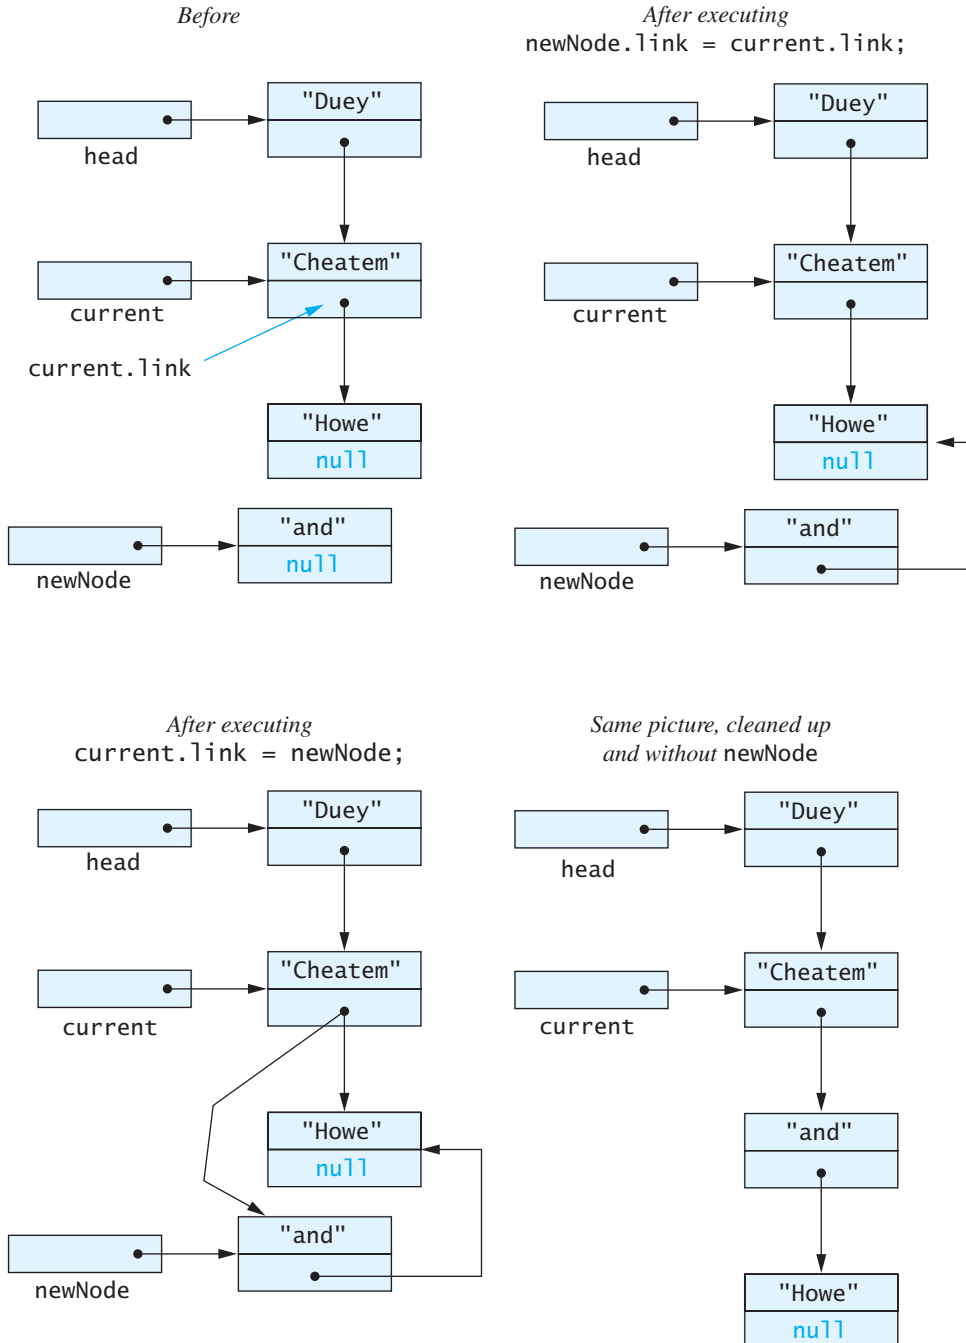 Before
"Duey"
head
"Cheatem"
current
current.link
"Howe"
null
"and"
null
newNode
After executing
newNode.link = current.link;
"Duey"
head
"Cheatem"
current
"Howe"
null
"and"
newNode
After executing
current.link = newNode;
"Duey"
head
"Cheatem"
current
"Howe"
null
"and"
newNode
Same picture, cleaned up
and without newNode
"Duey"
head
"Cheatem"
current
"and"
"Howe"
null